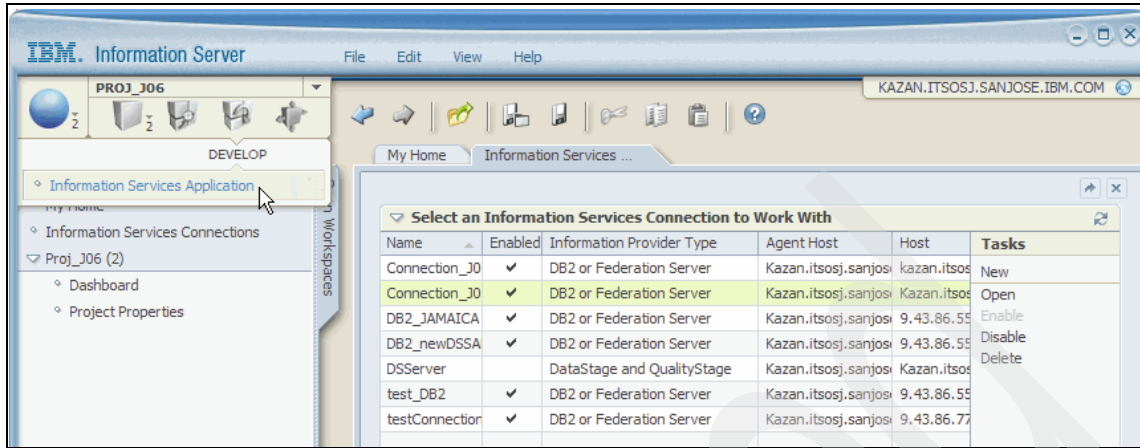 IBM. Information Server File Edit View Help
PROJ_J06 KAZAN.ITSOSJ.SANJOSE.IBM.COM
2 2
DEVELOP
My Home Information Services ...
Information Services Application
My Home
Information Services Connections
Proj_J06 (2)
Dashboard
Project Properties
n Workspaces
Select an Information Services Connection to Work With
Name Enabled Information Provider Type Agent Host Host Tasks
Connection_J0 DB2 or Federation Server Kazan.itsosj.sanjos kazan.itsos New
Connection_J0 DB2 or Federation Server Kazan.itsosj.sanjos Kazan.itsos Open
DB2_JAMAICA DB2 or Federation Server Kazan.itsosj.sanjos 9.43.86.55 Enable
DB2_newDSSA DB2 or Federation Server Kazan.itsosj.sanjos 9.43.86.55 Disable
DSServer DataStage and QualityStage Kazan.itsosj.sanjos Kazan.itsos Delete
test_DB2 DB2 or Federation Server Kazan.itsosj.sanjos 9.43.86.55
testConnection DB2 or Federation Server Kazan.itsosj.sanjos 9.43.86.77